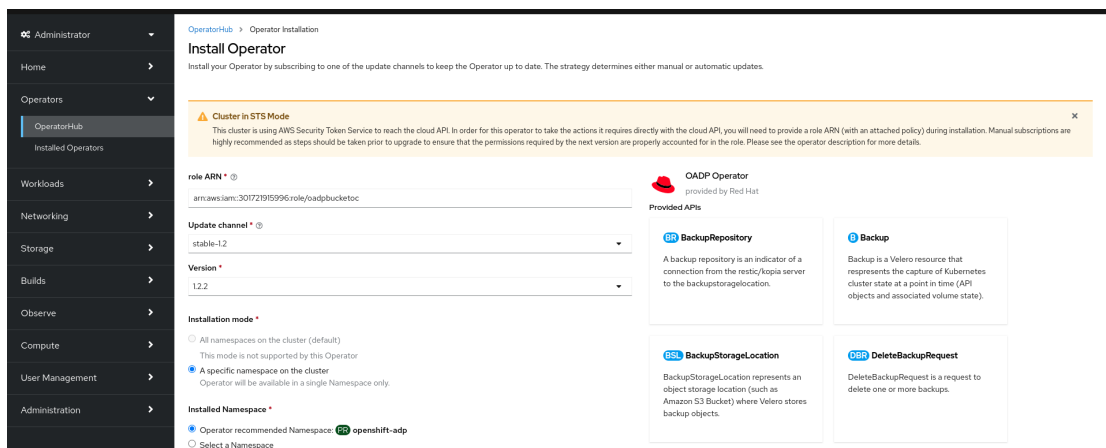 Administrator
Home
Operators
OperatorHub
Installed Operators
Workloads
Networking
Storage
Builds
Observe
Compute
User Management
Administration
OperatorHub > Operator Installation
Install Operator
Install your Operator by subscribing to one of the update channels to keep the Operator up to date. The strategy determines either manual or automatic updates.
Cluster in STS Mode
This cluster is using AWS Security Token Service to reach the cloud API. In order for this operator to take the actions it requires directly with the cloud API, you will need to provide a role ARN (with an attached policy) during installation. Manual subscriptions are
highly recommended as steps should be taken prior to upgrade to ensure that the permissions required by the next version are properly accounted for in the role. Please see the operator description for more details.
role ARN *
arn:aws:iam::301721915996:role/oadpbucketoc
Update channel *
stable-1.2
Version *
1.2.2
Installation mode *
All namespaces on the cluster (default)
This mode is not supported by this Operator
A specific namespace on the cluster
Operator will be available in a single Namespace only.
Installed Namespace *
Operator recommended Namespace: PR openshift-adp
Select a Namespace
OADP Operator
provided by Red Hat
Provided APIs
BR BackupRepository
A backup repository is an indicator of a
connection from the restic/kopia server
to the backupstoragelocation.
B Backup
Backup is a Velero resource that
respresents the capture of Kubernetes
cluster state at a point in time (API
objects and associated volume state).
BSL BackupStorageLocation
BackupStorageLocation represents an
object storage location (such as
Amazon S3 Bucket) where Velero stores
backup objects.
DBR DeleteBackupRequest
DeleteBackupRequest is a request to
delete one or more backups.